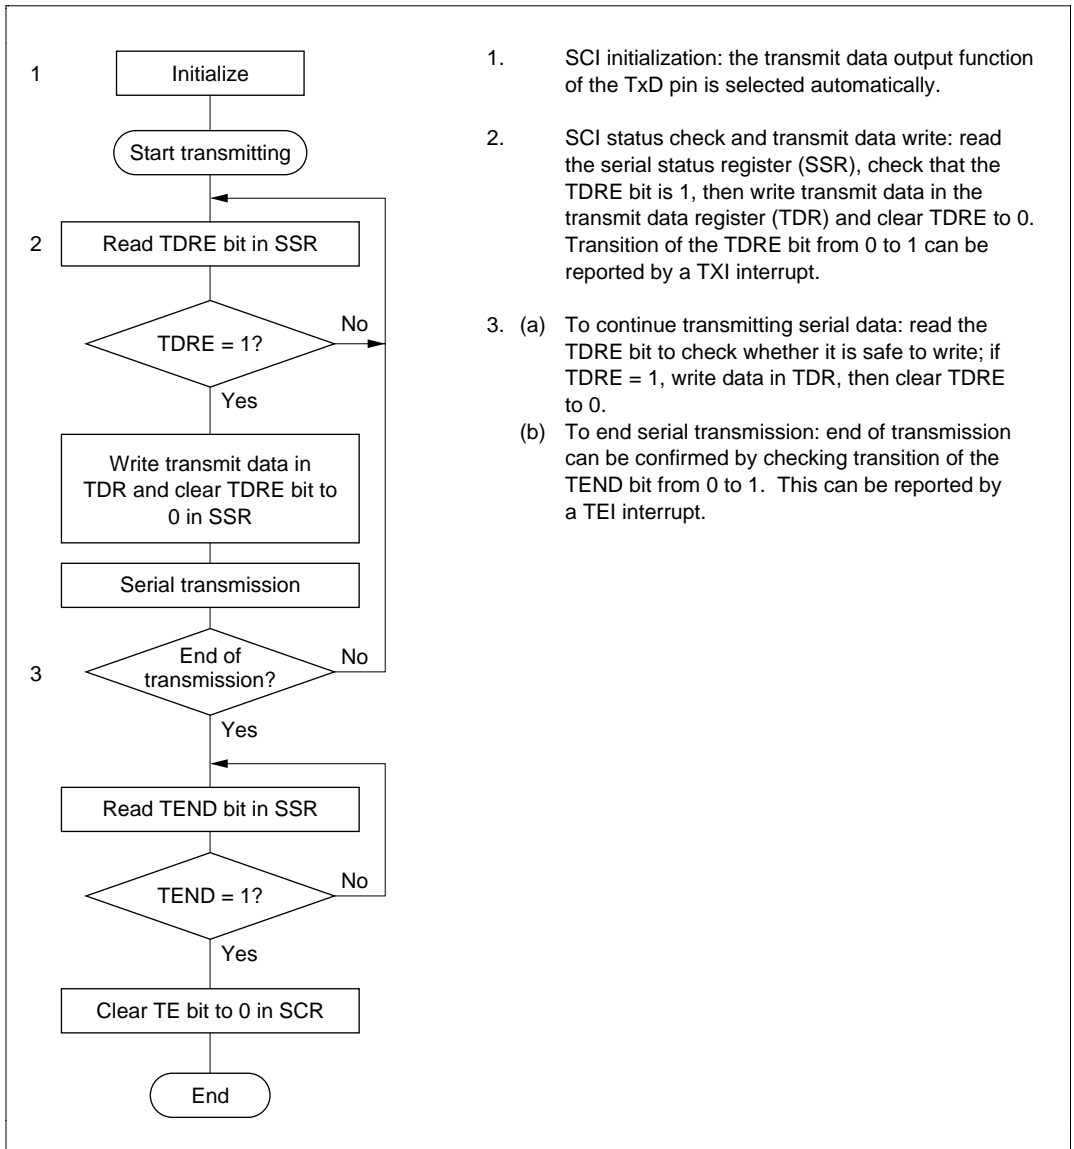 1
Initialize
Start transmitting
2
Read TDRE bit in SSR
TDRE = 1?
No
Yes
Write transmit data in
TDR and clear TDRE bit to
0 in SSR
Serial transmission
3
End of
transmission?
No
Yes
Read TEND bit in SSR
TEND = 1?
No
Yes
Clear TE bit to 0 in SCR
End
1. SCI initialization: the transmit data output function
of the TxD pin is selected automatically.
2. SCI status check and transmit data write: read
the serial status register (SSR), check that the
TDRE bit is 1, then write transmit data in the
transmit data register (TDR) and clear TDRE to 0.
Transition of the TDRE bit from 0 to 1 can be
reported by a TXI interrupt.
3. (a) To continue transmitting serial data: read the
TDRE bit to check whether it is safe to write; if
TDRE = 1, write data in TDR, then clear TDRE
to 0.
(b) To end serial transmission: end of transmission
can be confirmed by checking transition of the
TEND bit from 0 to 1. This can be reported by
a TEI interrupt.